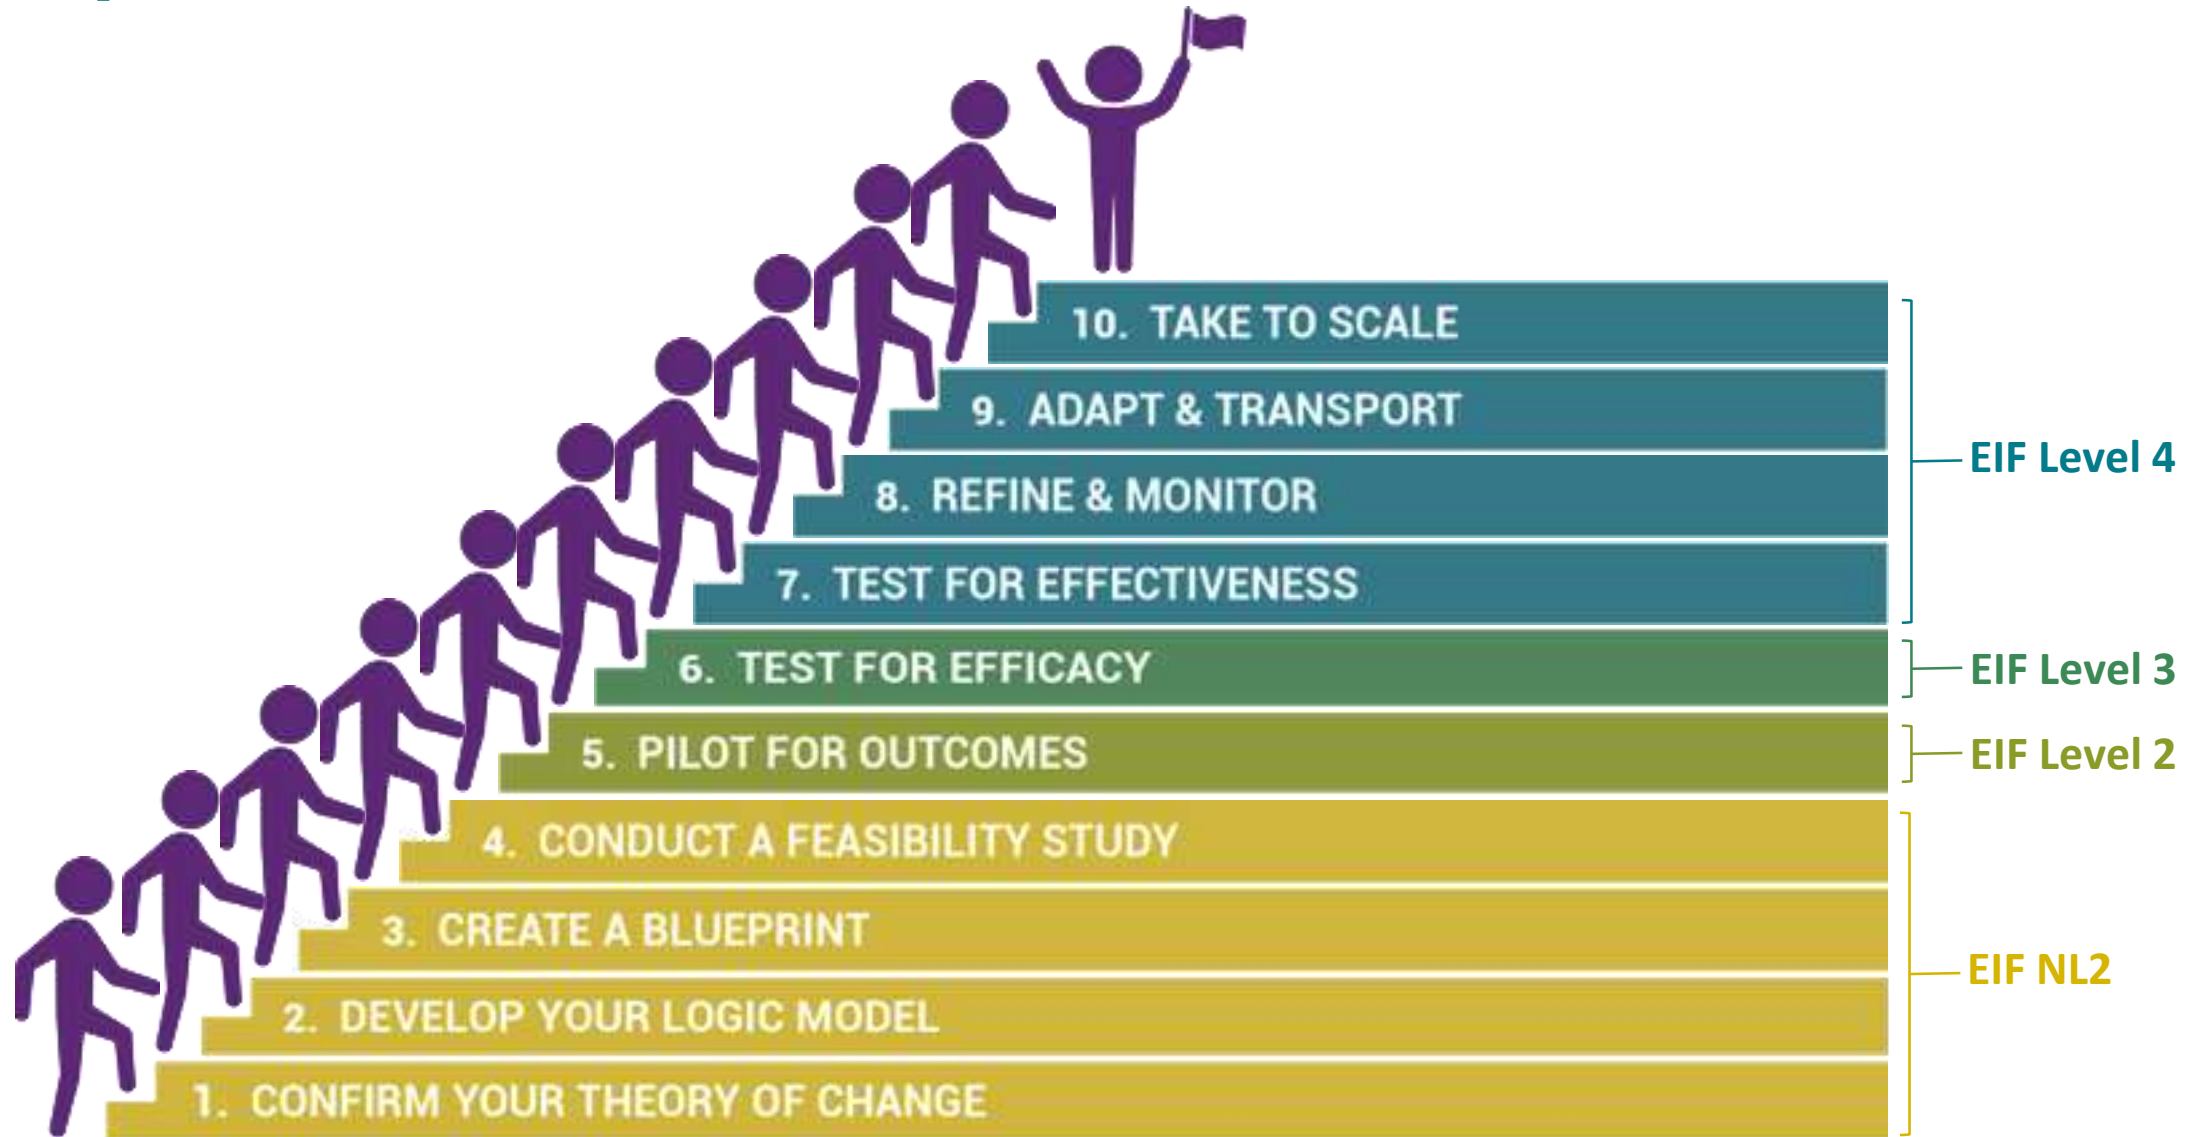 10. TAKE TO SCALE
9. ADAPT & TRANSPORT
8. REFINE & MONITOR
7. TEST FOR EFFECTIVENESS
EIF Level 4
6. TEST FOR EFFICACY
EIF Level 3
5. PILOT FOR OUTCOMES
EIF Level 2
4. CONDUCT A FEASIBILITY STUDY
3. CREATE A BLUEPRINT
2. DEVELOP YOUR LOGIC MODEL
1. CONFIRM YOUR THEORY OF CHANGE
EIF NL2